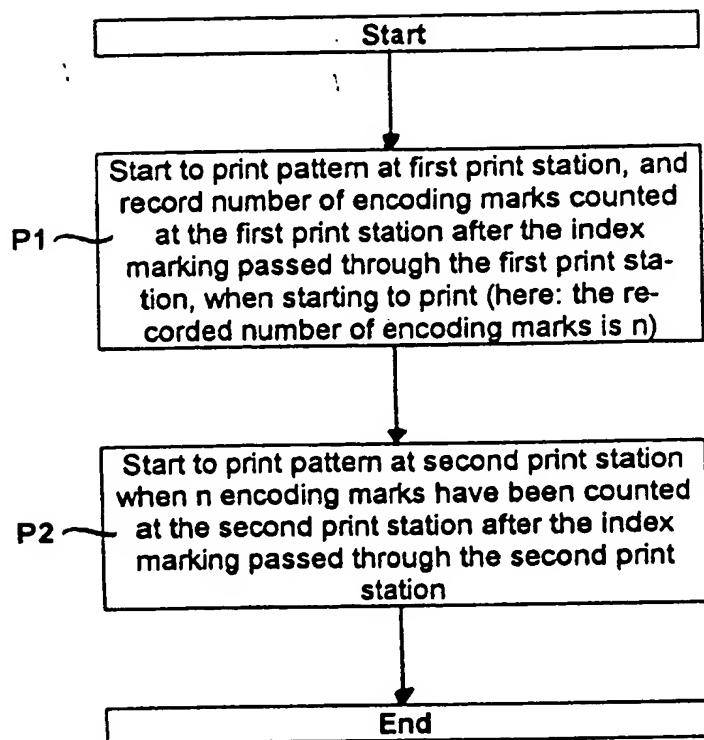 Start
Start to print pattern at first print station, and
record number of encoding marks counted
at the first print station after the index
P1
marking passed through the first print sta-
tion, when starting to print (here: the re-
corded number of encoding marks is n)
Start to print pattern at second print station
when n encoding marks have been counted
P2
at the second print station after the index
marking passed through the second print
station
End